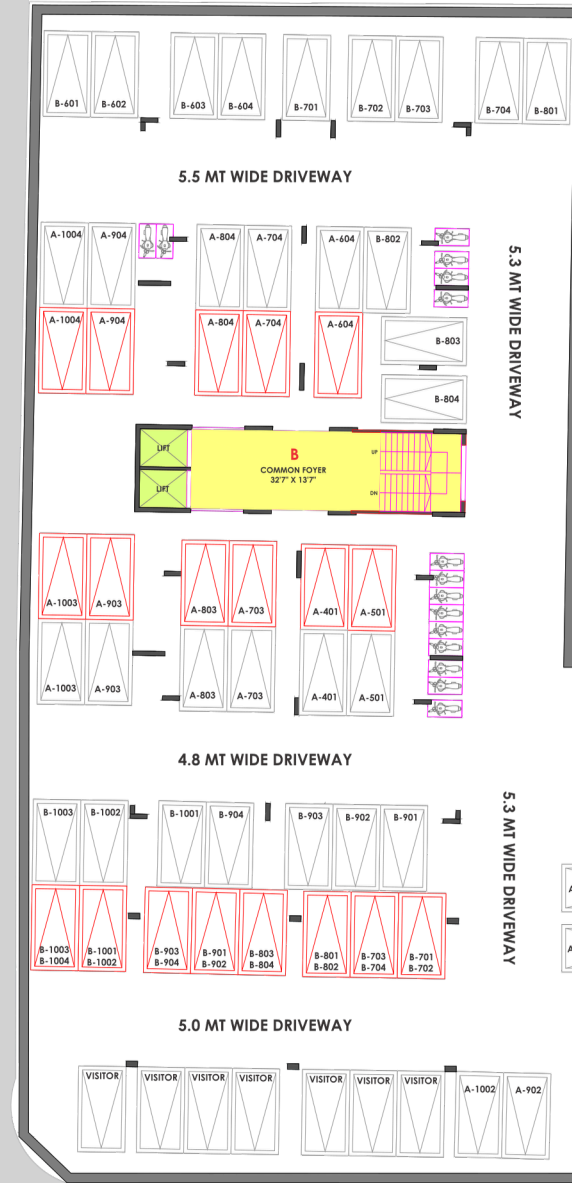 B-601
B-602
B-603
B-604
B-701
B-702
B-703
B-704
B-801
5.5 MT WIDE DRIVEWAY
A-1004
A-904
A-804
A-704
A-604
B-802
5.3 MT WIDE DRIVEWAY
A-1004
A-904
A-804
A-704
A-604
B-803
B-804
LIFT
LIFT
B
COMMON FOYER
32'7" X 13'7"
UP
DN
A-1003
A-903
A-803
A-703
A-401
A-501
A-1003
A-903
A-803
A-703
A-401
A-501
4.8 MT WIDE DRIVEWAY
B-1003
B-1002
B-1001
B-904
B-903
B-902
B-901
5.3 MT WIDE DRIVEWAY
B-1003
B-1004
B-1001
B-1002
B-903
B-904
B-901
B-902
B-803
B-804
B-801
B-802
B-703
B-704
B-701
B-702
A
A
5.0 MT WIDE DRIVEWAY
VISITOR
VISITOR
VISITOR
VISITOR
VISITOR
VISITOR
VISITOR
A-1002
A-902